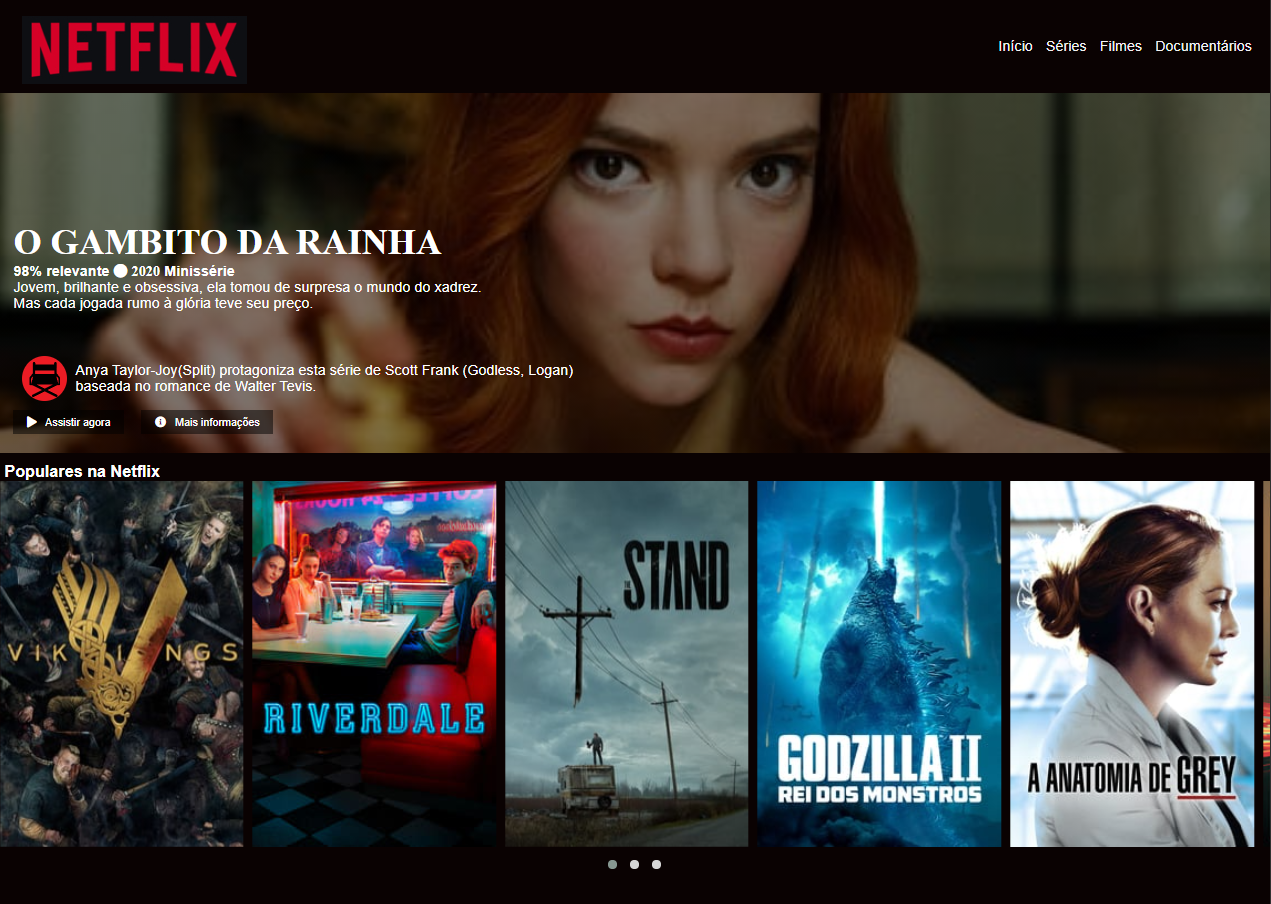 NETFLIX
Início Séries Filmes Documentários
O GAMBITO DA RAINHA
98% relevante 2020 Minissérie
Jovem, brilhante e obsessiva, ela tomou de surpresa o mundo do xadrez.
Mas cada jogada rumo à glória teve seu preço.
Anya Taylor-Joy(Split) protagoniza esta série de Scott Frank (Godless, Logan)
baseada no romance de Walter Tevis.
Assistir agora Mais informações
Populares na Netflix
VIKINGS
RIVERDALE
THE STAND
GODZILLA II
REI DOS MONSTROS
A ANATOMIA DE GREY